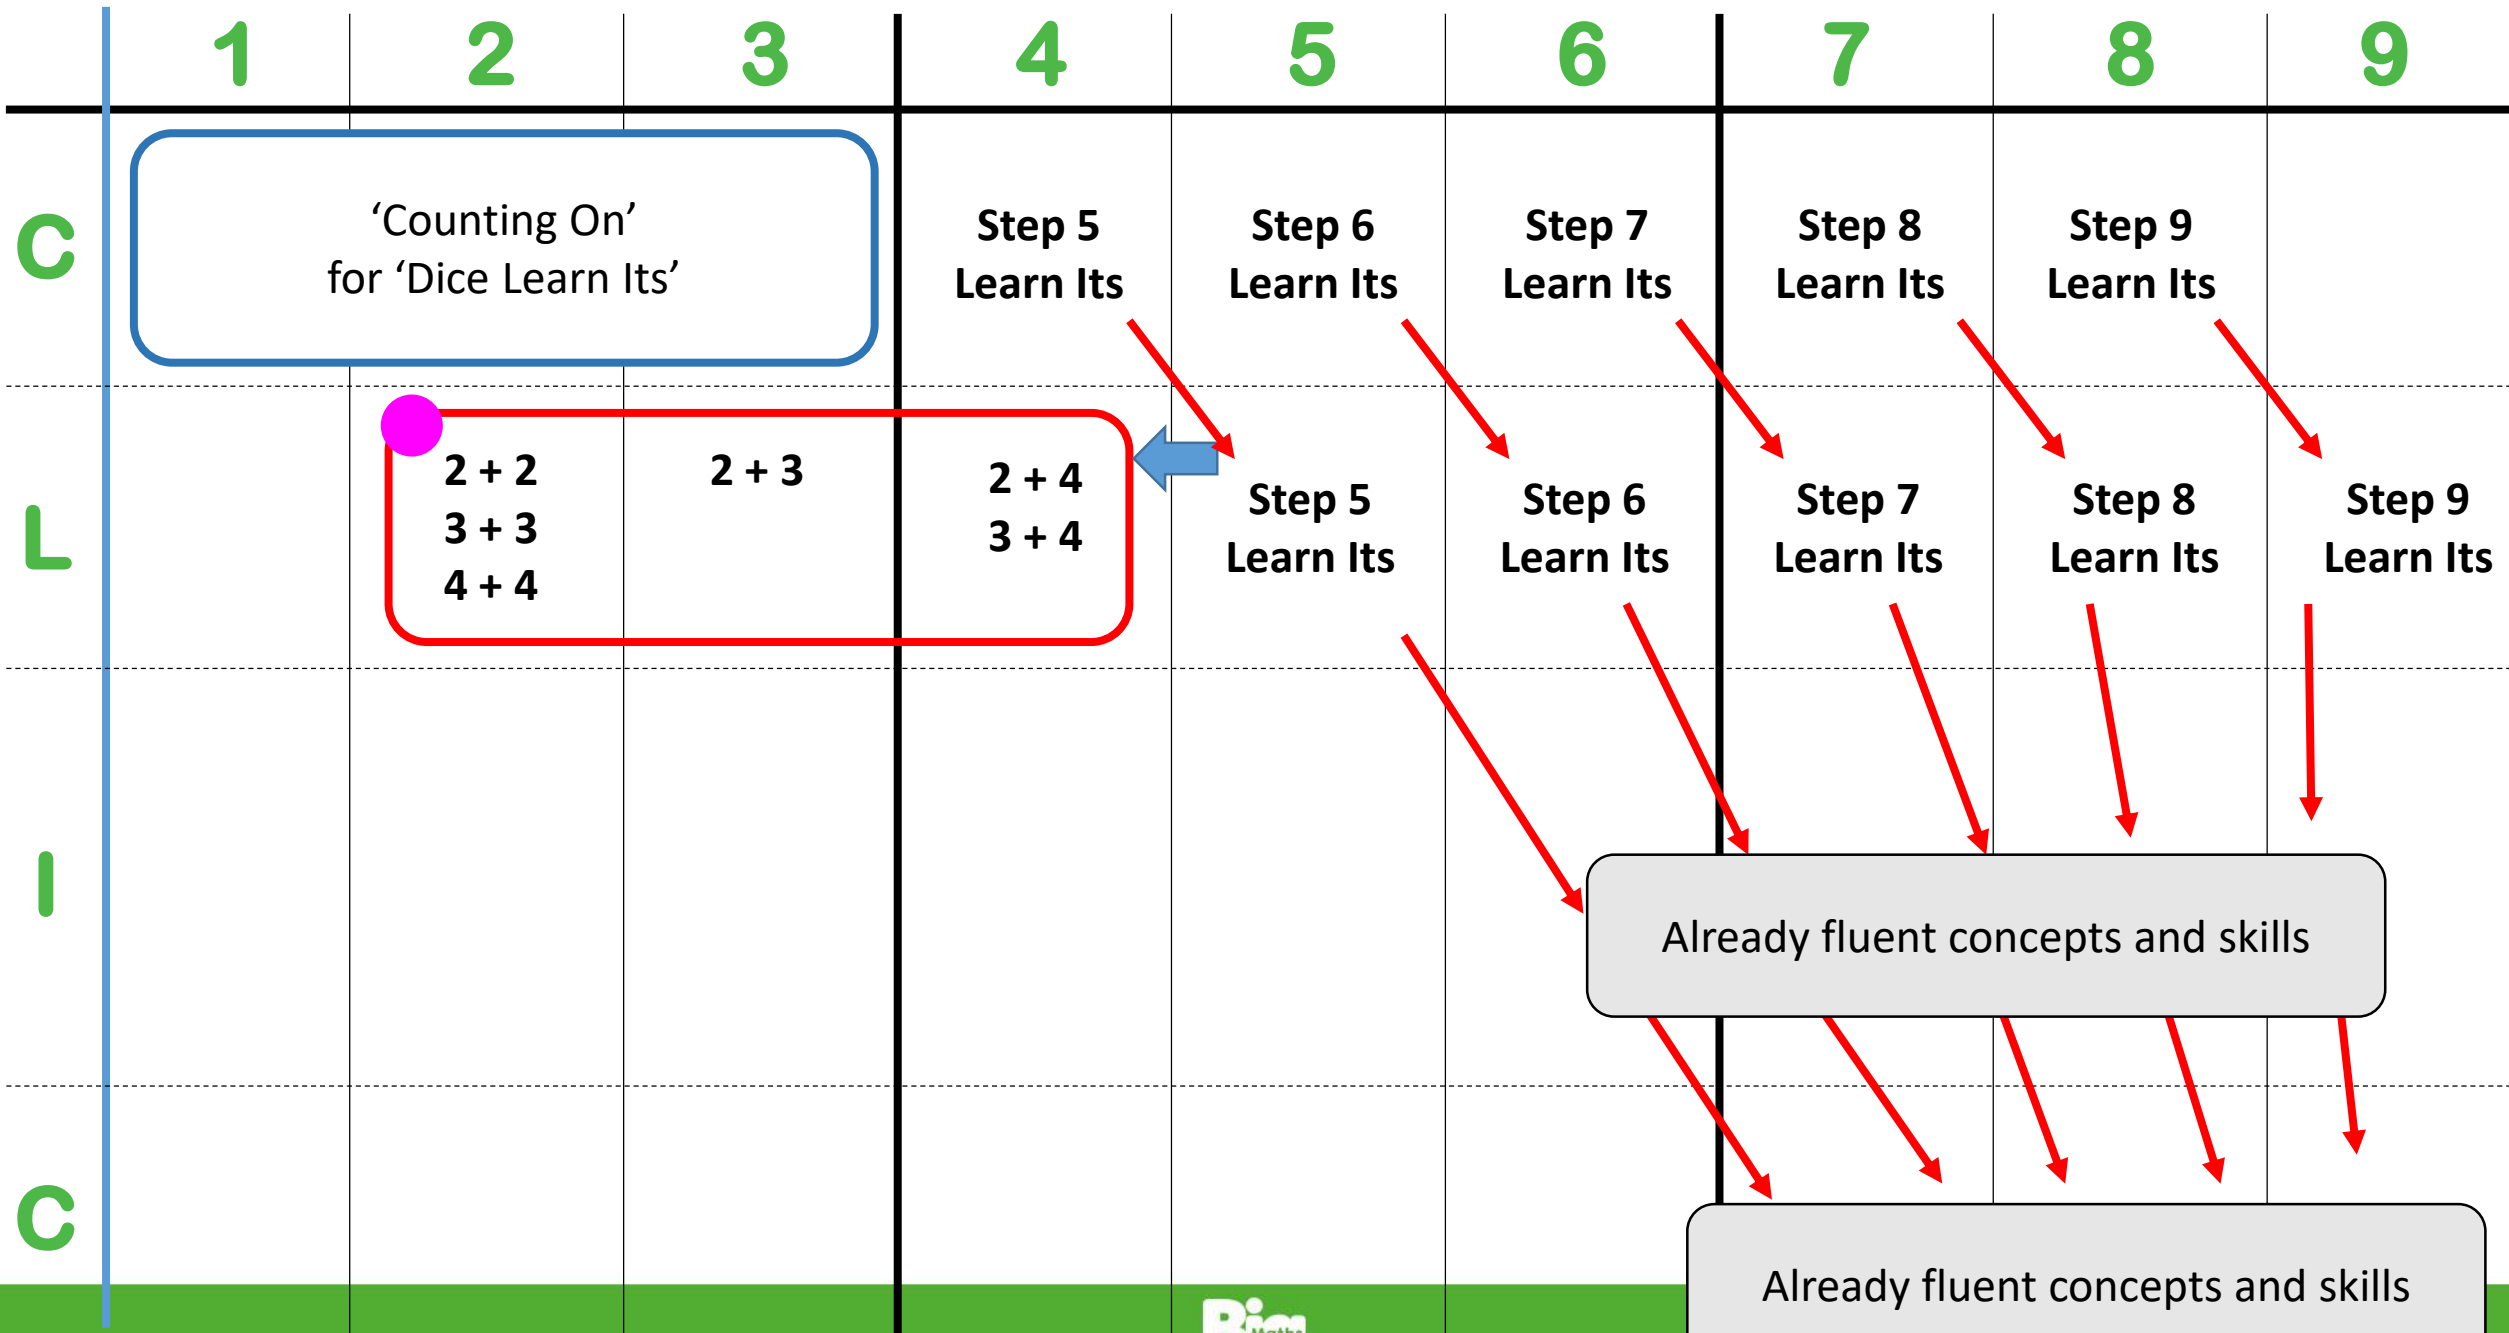 1 2 3 4 5 6 7 8 9
C
‘Counting On’
for ‘Dice Learn Its’
Step 5
Learn Its
Step 6
Learn Its
Step 7
Learn Its
Step 8
Learn Its
Step 9
Learn Its
L
2 + 2
3 + 3
4 + 4
2 + 3
2 + 4
3 + 4
Step 5
Learn Its
Step 6
Learn Its
Step 7
Learn Its
Step 8
Learn Its
Step 9
Learn Its
I
Already fluent concepts and skills
C
Already fluent concepts and skills
Big
Maths